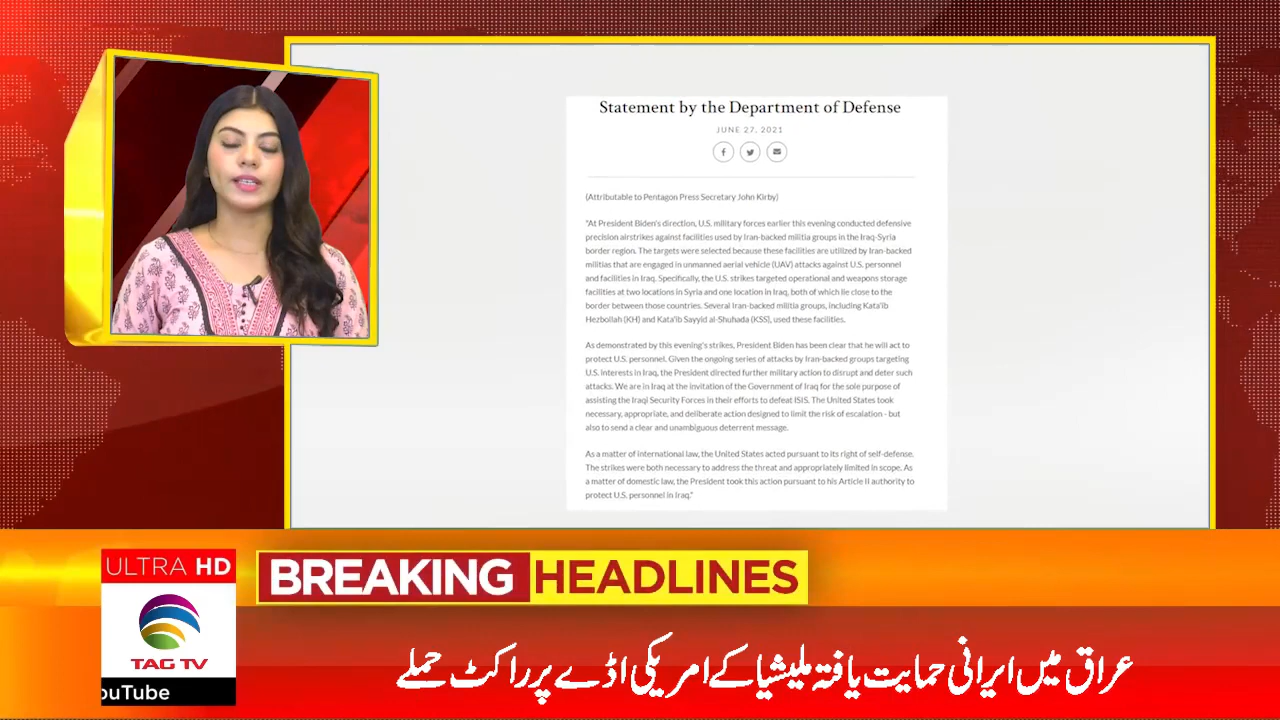 Statement by the Department of Defense
JUNE 27, 2021
(Attributable to Pentagon Press Secretary John Kirby)
"At President Biden's direction, U.S. military forces earlier this evening conducted defensive
precision airstrikes against facilities used by Iran-backed militia groups in the Iraq-Syria
border region. The targets were selected because these facilities are utilized by Iran-backed
militias that are engaged in unmanned aerial vehicle (UAV) attacks against U.S. personnel
and facilities in Iraq. Specifically, the U.S. strikes targeted operational and weapons storage
facilities at two locations in Syria and one location in Iraq, both of which lie close to the
border between those countries. Several Iran-backed militia groups, including Kata'ib
Hezbollah (KH) and Kata'ib Sayyid al-Shuhada (KSS), used these facilities.
As demonstrated by this evening's strikes, President Biden has been clear that he will act to
protect U.S. personnel. Given the ongoing series of attacks by Iran-backed groups targeting
U.S. interests in Iraq, the President directed further military action to disrupt and deter such
attacks. We are in Iraq at the invitation of the Government of Iraq for the sole purpose of
assisting the Iraqi Security Forces in their efforts to defeat ISIS. The United States took
necessary, appropriate, and deliberate action designed to limit the risk of escalation - but
also to send a clear and unambiguous deterrent message.
As a matter of international law, the United States acted pursuant to its right of self-defense.
The strikes were both necessary to address the threat and appropriately limited in scope. As
a matter of domestic law, the President took this action pursuant to his Article II authority to
protect U.S. personnel in Iraq."
ULTRA HD
TAG TV
ouTube
BREAKING HEADLINES
عراق میں ایرانی حمایت یافتہ ملیشیا کے امریکی اڈے پر راکٹ حملے